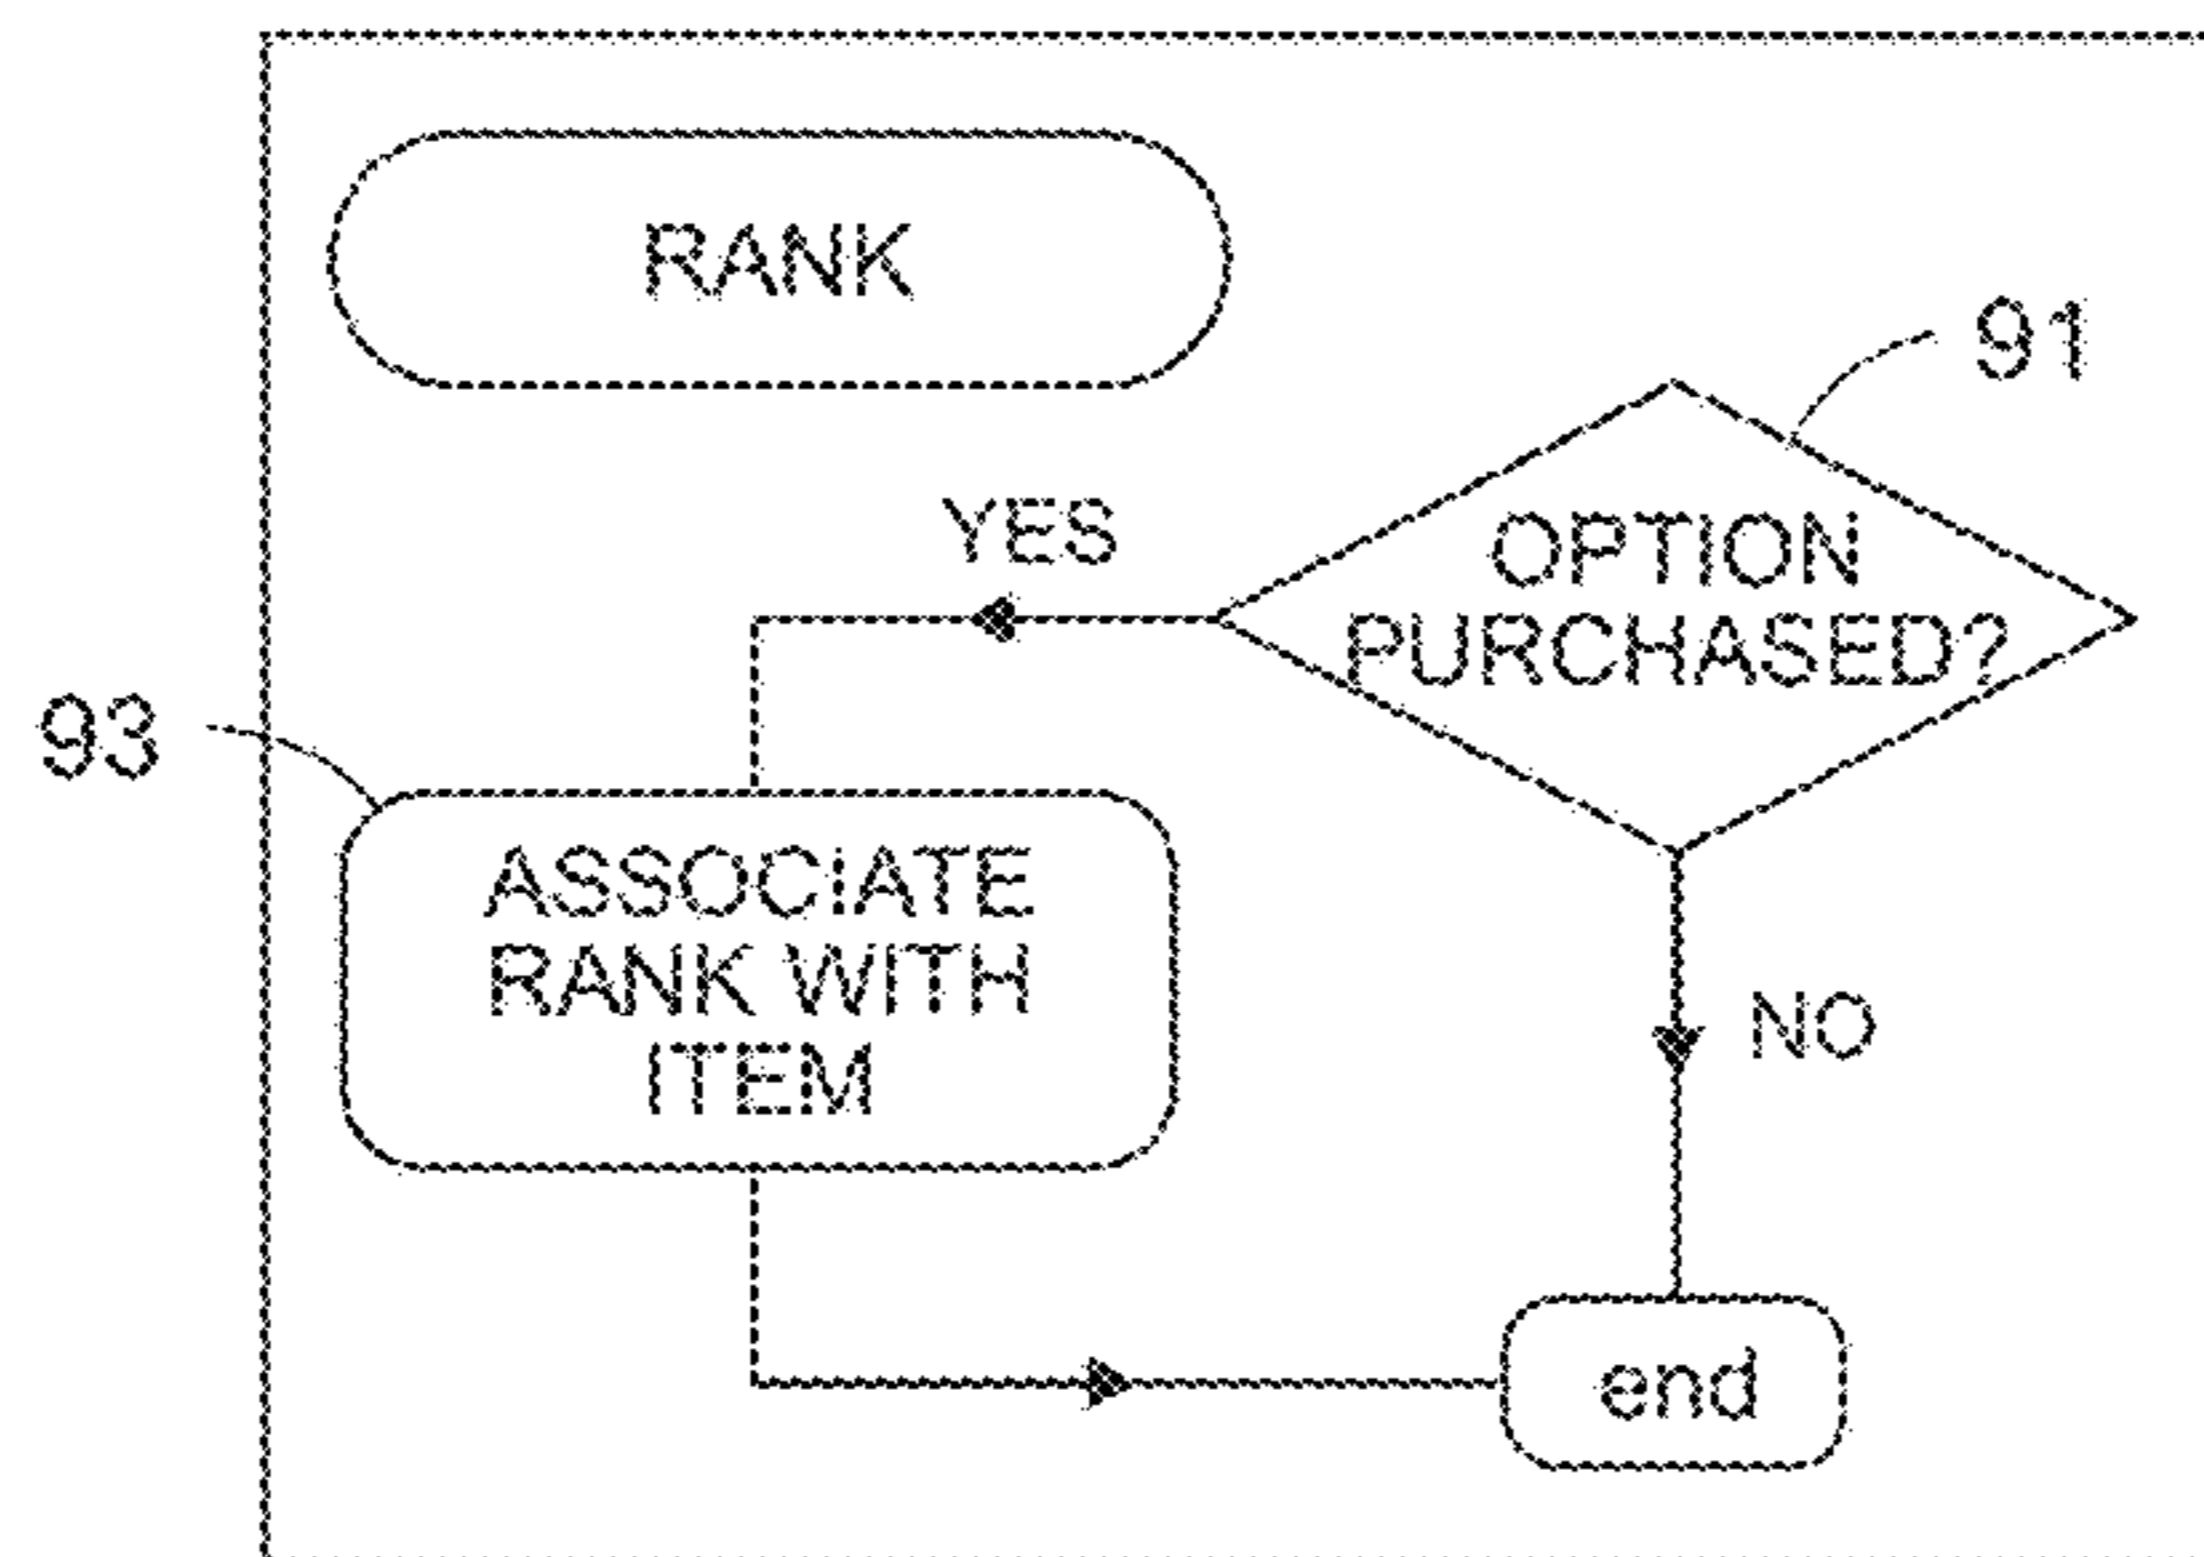 RANK
91
OPTION
PURCHASED?
YES
93
ASSOCIATE
RANK WITH
ITEM
NO
end